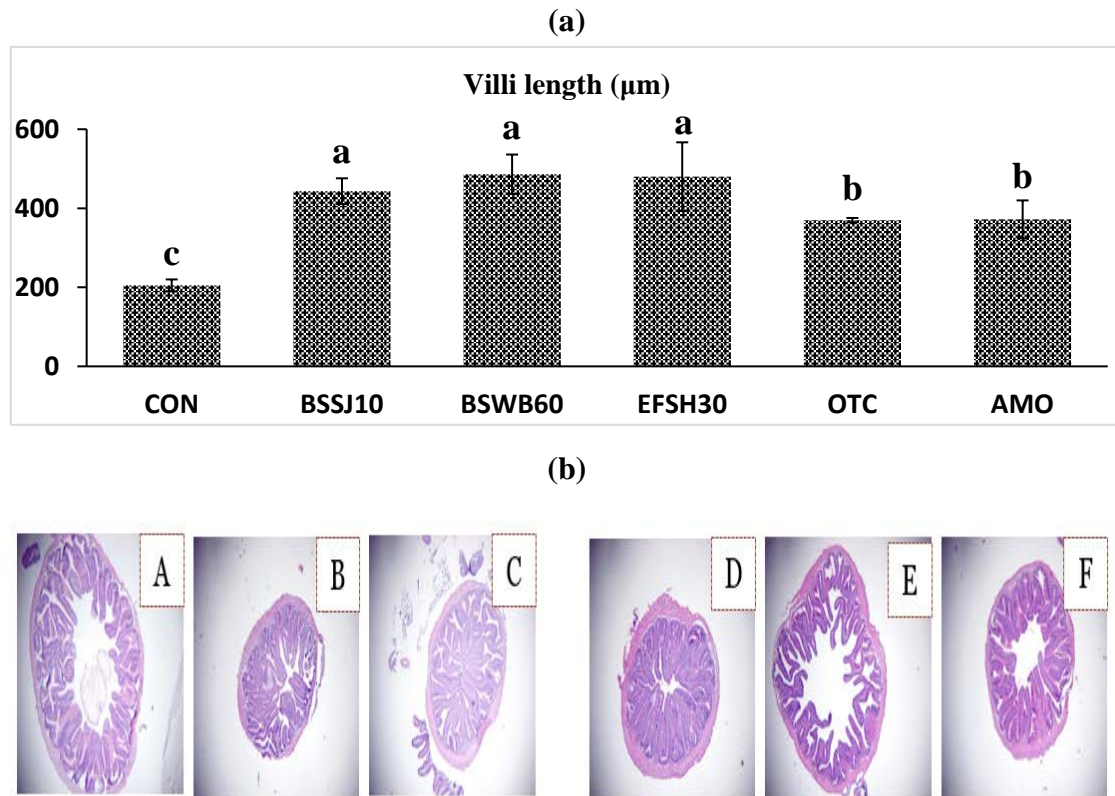 (a)
Villi length (µm)
600
400
200
0
c
a
a
a
b
b
CON BSSJ10 BSWB60 EFSH30 OTC AMO
(b)
A B C D E F